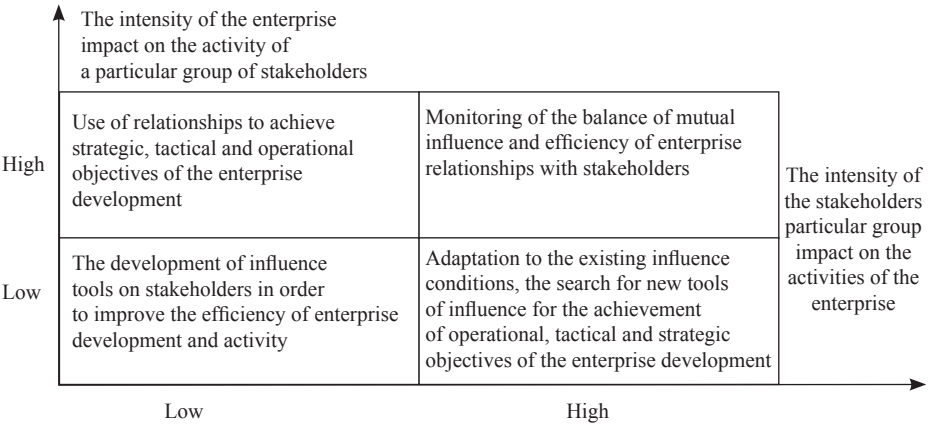 The intensity of the enterprise
impact on the activity of
a particular group of stakeholders
High
Use of relationships to achieve
strategic, tactical and operational
objectives of the enterprise
development
Monitoring of the balance of mutual
influence and efficiency of enterprise
relationships with stakeholders
Low
The development of influence
tools on stakeholders in order
to improve the efficiency of enterprise
development and activity
Adaptation to the existing influence
conditions, the search for new tools
of influence for the achievement
of operational, tactical and strategic
objectives of the enterprise development
The intensity of
the stakeholders
particular group
impact on the
activities of the
enterprise
Low
High